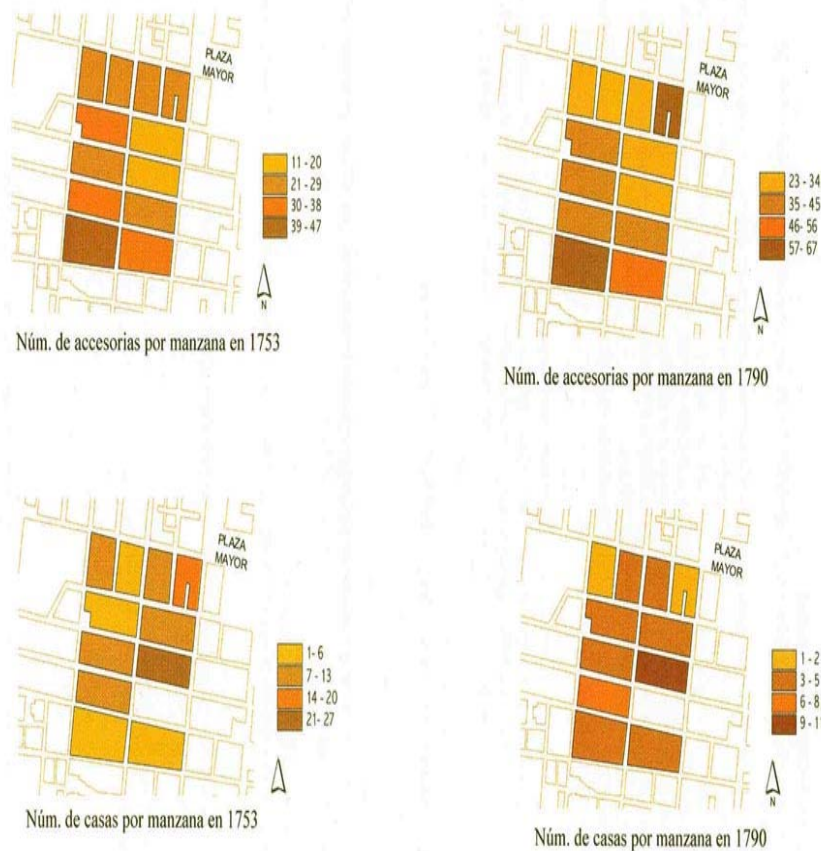 PLAZA
MAYOR
11 - 20
21 - 29
30 - 38
39 - 47
N
Núm. de accesorias por manzana en 1753
PLAZA
MAYOR
23 - 34
35 - 45
46- 56
57- 67
N
Núm. de accesorias por manzana en 1790
PLAZA
MAYOR
1- 6
7- 13
14 - 20
21- 27
Núm. de casas por manzana en 1753
PLAZA
MAYOR
1 - 2
3 - 5
6 - 8
9 - 11
N
Núm. de casas por manzana en 1790